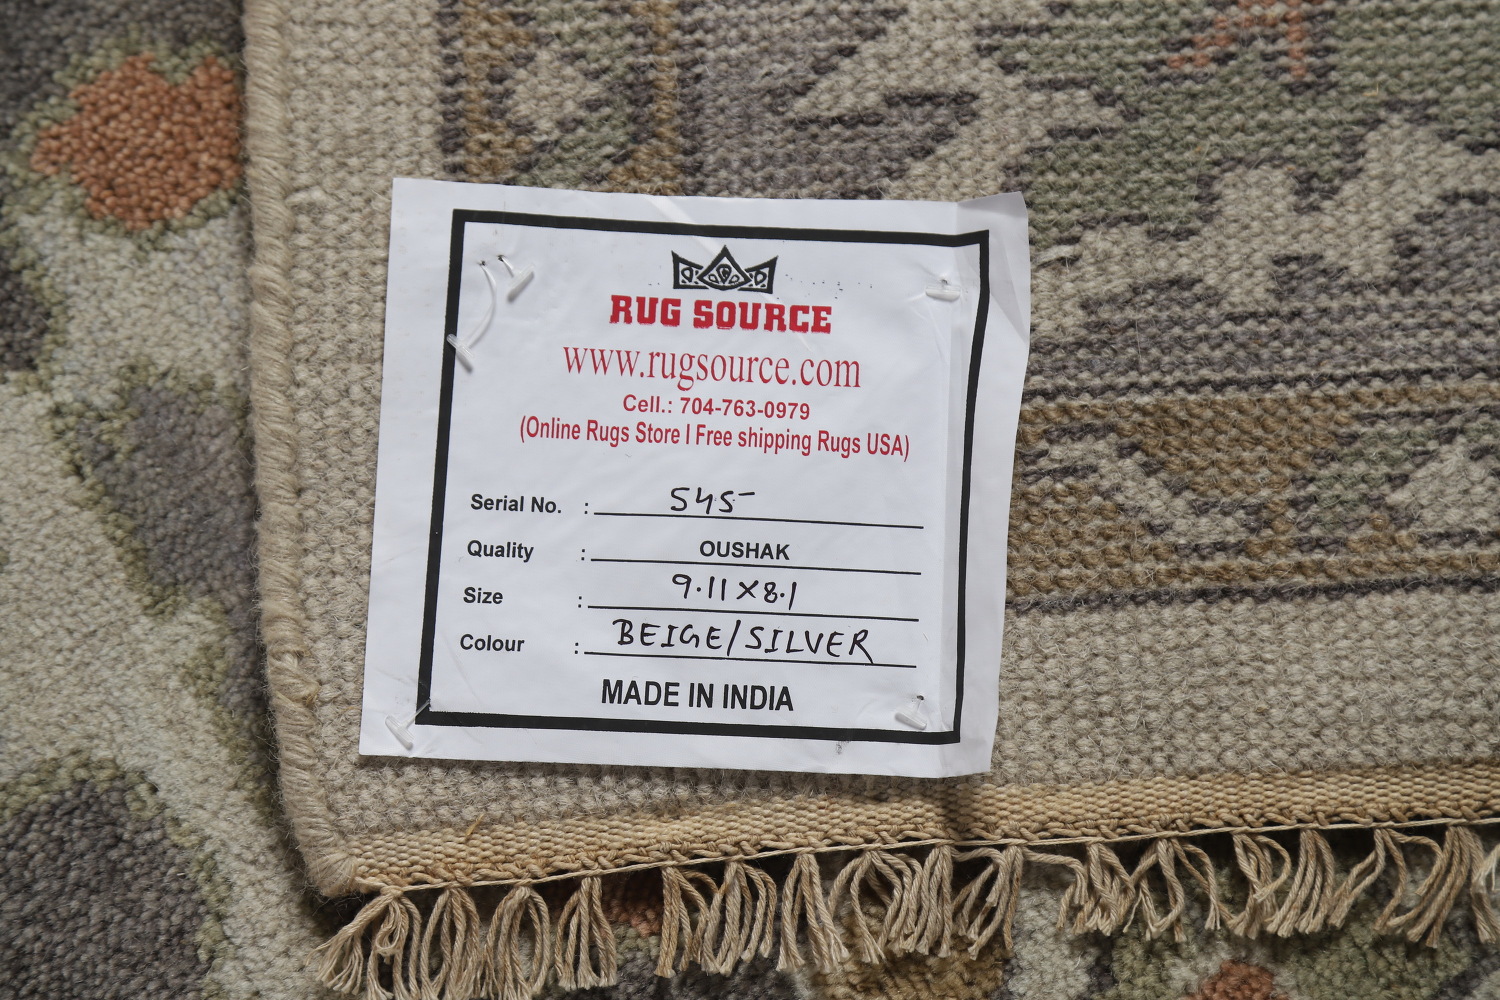 RUG SOURCE
www.rugsource.com
Cell.: 704-763-0979
(Online Rugs Store I Free shipping Rugs USA)
Serial No. : 545
Quality : OUSHAK
Size : 9.11X8.1
Colour : BEIGE/SILVER
MADE IN INDIA